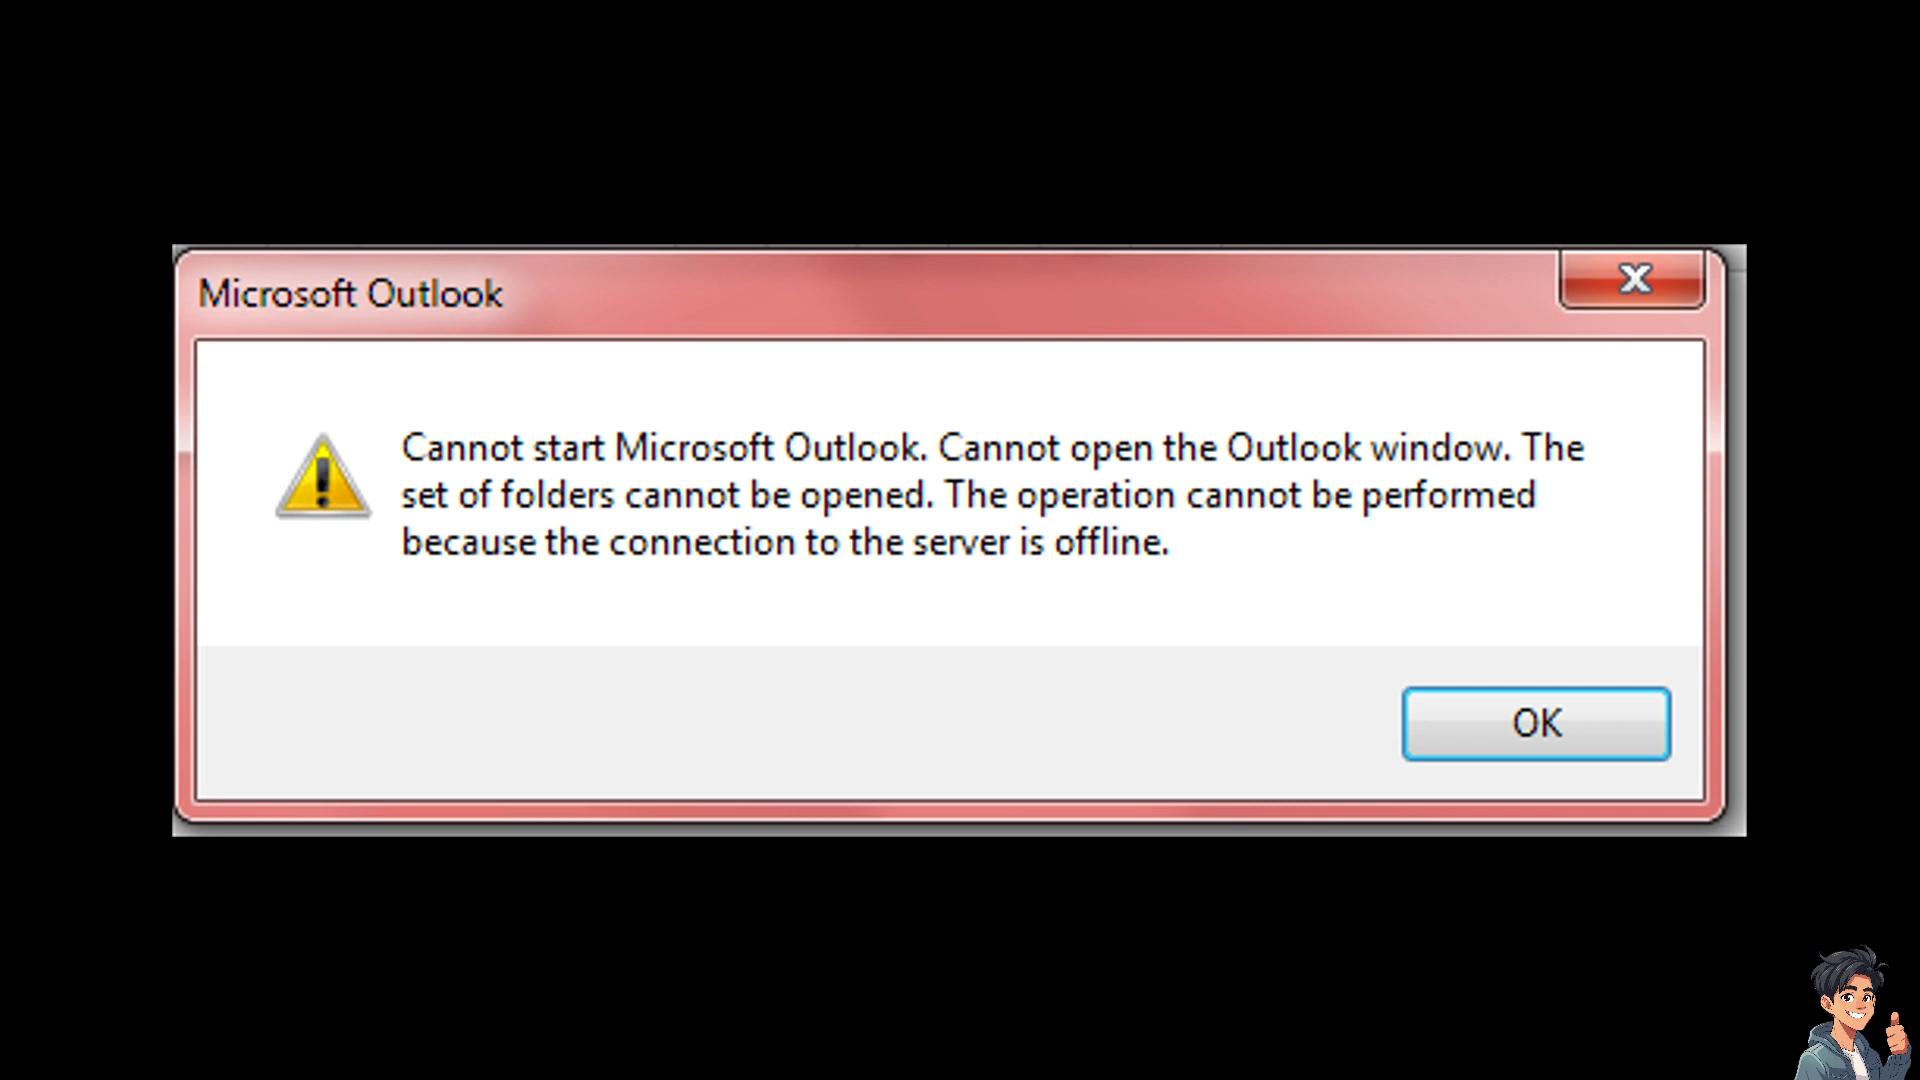 Microsoft Outlook
Cannot start Microsoft Outlook. Cannot open the Outlook window. The
set of folders cannot be opened. The operation cannot be performed
because the connection to the server is offline.
OK